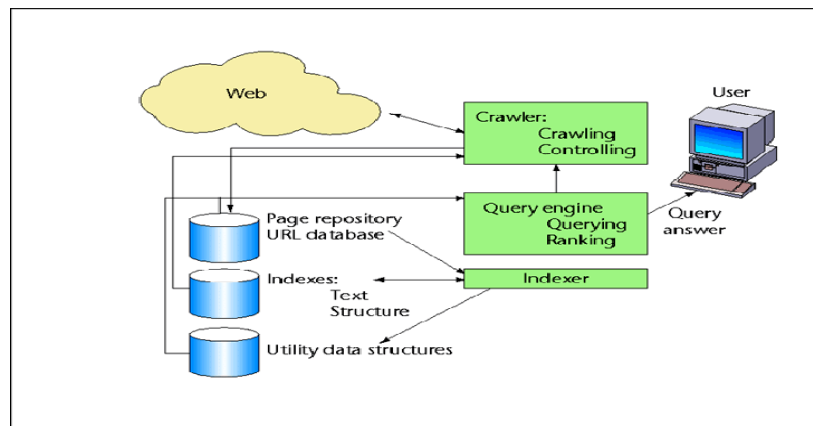 Web
User
Crawler:
Crawling
Controlling
Page repository
URL database
Query engine
Querying
Ranking
Query
answer
Indexes:
Text
Structure
Indexer
Utility data structures